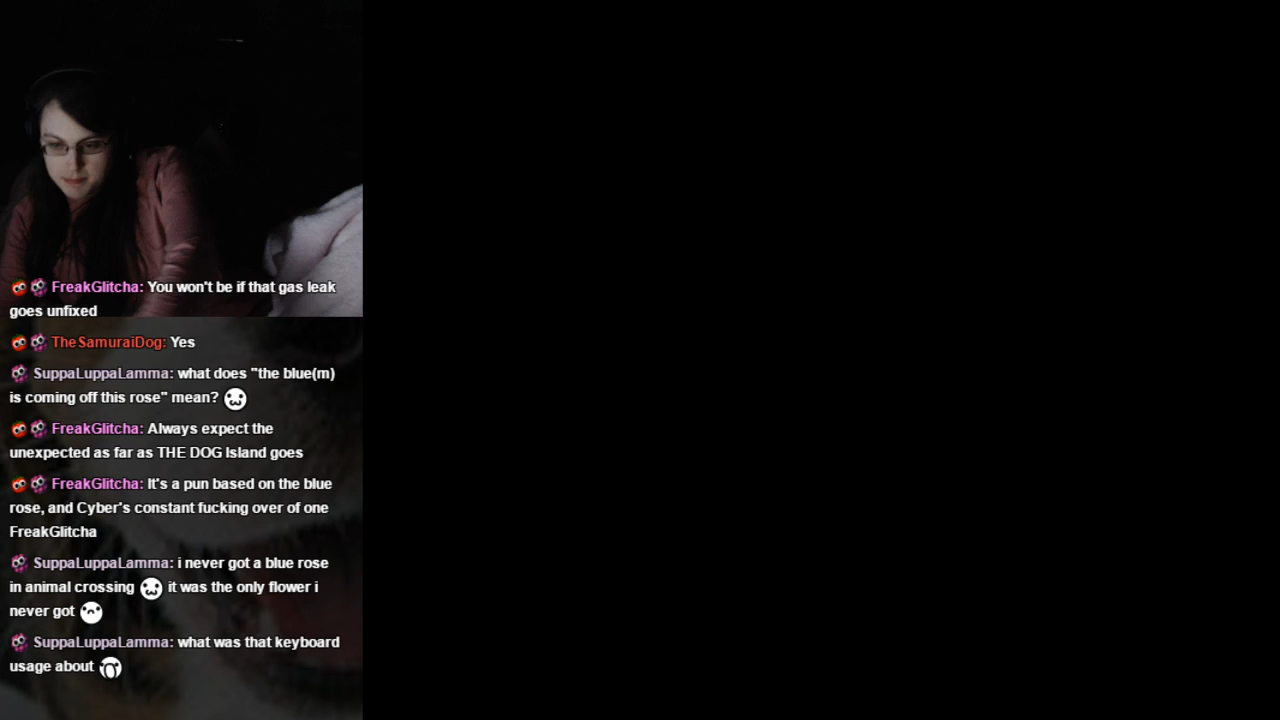 FreakGlitcha: You won't be if that gas leak
goes unfixed
TheSamuraiDog: Yes
SuppaLuppaLamma: what does "the blue(m)
is coming off this rose" mean?
FreakGlitcha: Always expect the
unexpected as far as THE DOG Island goes
FreakGlitcha: It's a pun based on the blue
rose, and Cyber's constant fucking over of one
FreakGlitcha
SuppaLuppaLamma: i never got a blue rose
in animal crossing it was the only flower i
never got
SuppaLuppaLamma: what was that keyboard
usage about